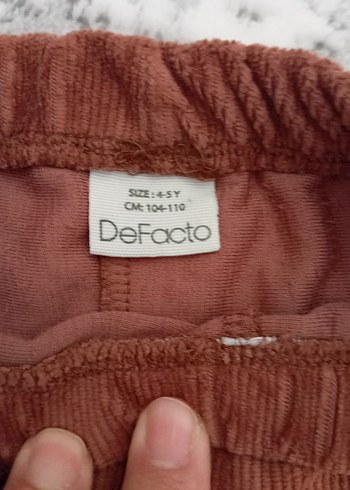 SIZE : 4-5 Y
CM: 104-110
DeFacto